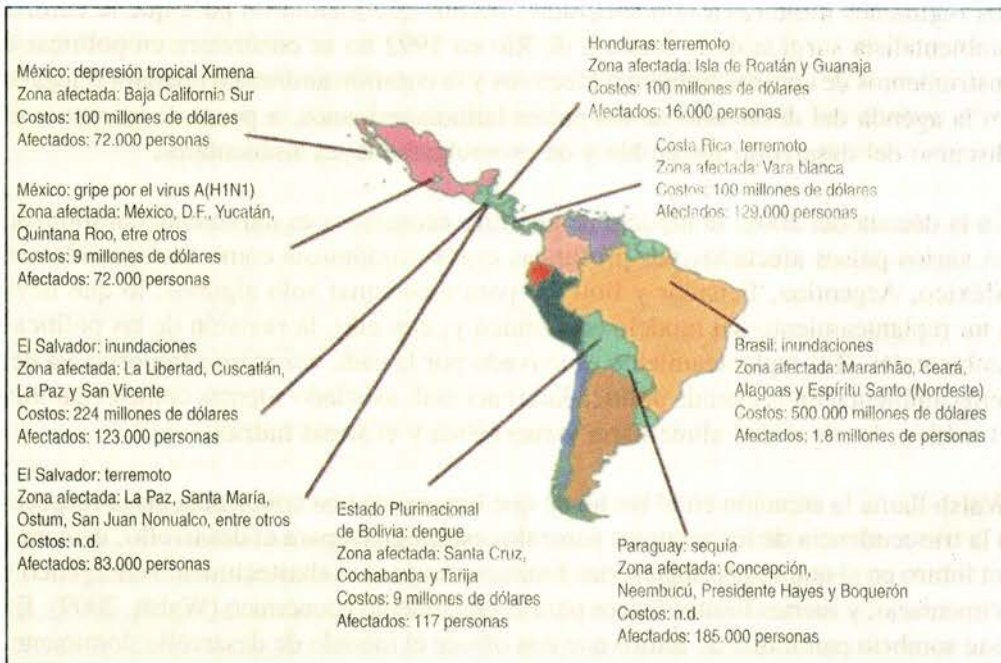 México: depresión tropical Ximena
Zona afectada: Baja California Sur
Costos: 100 millones de dólares
Afectados: 72.000 personas
México: gripe por el virus A(H1N1)
Zona afectada: México, D.F., Yucatán,
Quintana Roo, etre otros
Costos: 9 millones de dólares
Afectados: 72.000 personas
El Salvador: inundaciones
Zona afectada: La Libertad, Cuscatlán,
La Paz y San Vicente
Costos: 224 millones de dólares
Afectados: 123.000 personas
El Salvador: terremoto
Zona afectada: La Paz, Santa María,
Ostum, San Juan Nonualco, entre otros
Costos: n.d.
Afectados: 83.000 personas
Estado Plurinacional
de Bolivia: dengue
Zona afectada: Santa Cruz,
Cochabanba y Tarija
Costos: 9 millones de dólares
Afectados: 117 personas
Honduras: terremoto
Zona afectada: Isla de Roatán y Guanaja
Costos: 100 millones de dólares
Afectados: 16.000 personas
Costa Rica: terremoto
Zona afectada: Vara blanca
Costos: 100 millones de dólares
Afectados: 129.000 personas
Brasil: inundaciones
Zona afectada: Maranhão, Ceará,
Alagoas y Espíritu Santo (Nordeste)
Costos: 500.000 millones de dólares
Afectados: 1.8 millones de personas
Paraguay: sequía
Zona afectada: Concepción,
Neembucú, Presidente Hayes y Boquerón
Costos: n.d.
Afectados: 185.000 personas